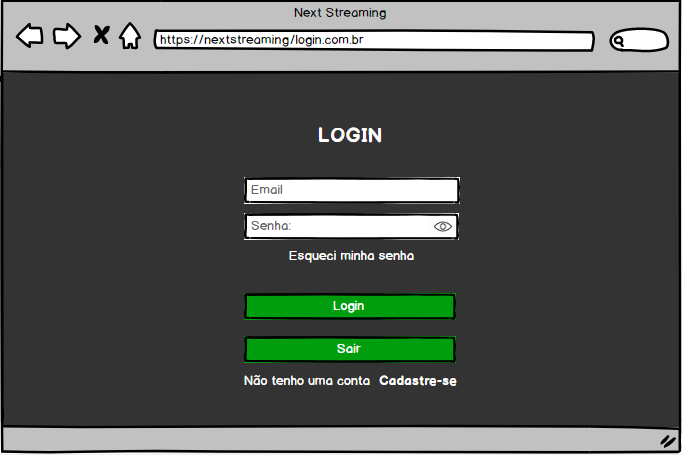 Next Streaming
https://nextstreaming/login.com.br
LOGIN
Email
Senha:
Esqueci minha senha
Login
Sair
Não tenho uma conta Cadastre-se